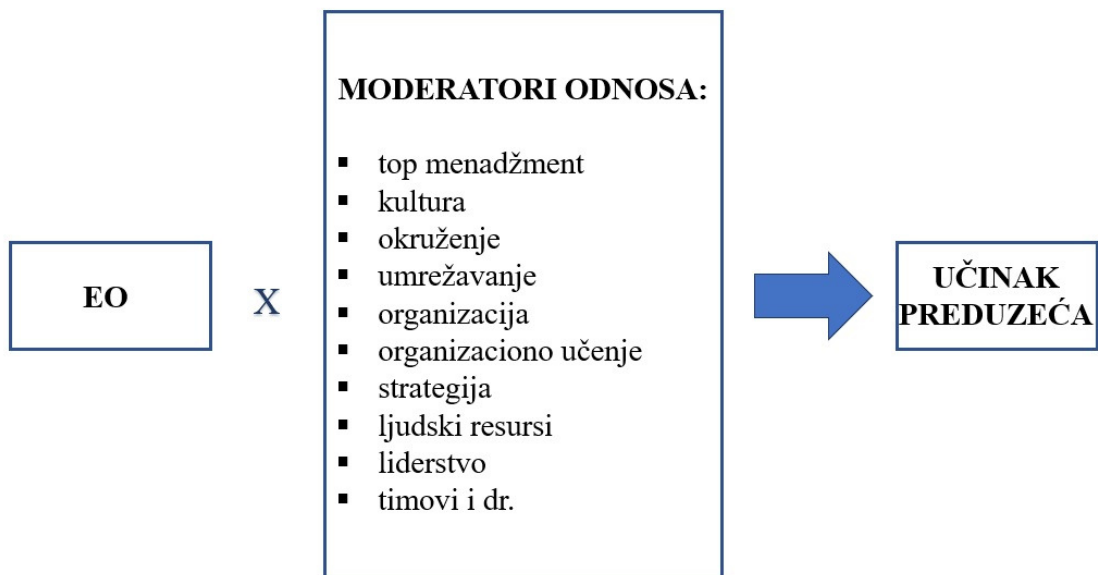 EO
X
MODERATORI ODNOSA:
▪ top menadžment
▪ kultura
▪ okruženje
▪ umrežavanje
▪ organizacija
▪ organizaciono učenje
▪ strategija
▪ ljudski resursi
▪ liderstvo
▪ timovi i dr.
UČINAK
PREDUZEĆA